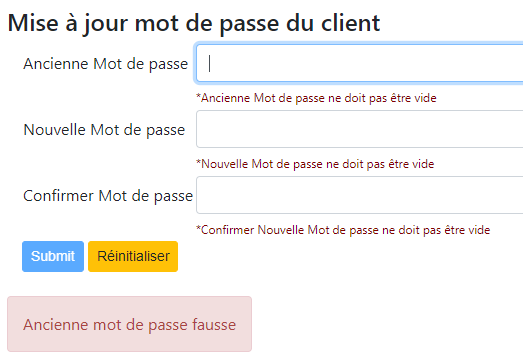 Mise à jour mot de passe du client
Ancienne Mot de passe
*Ancienne Mot de passe ne doit pas être vide
Nouvelle Mot de passe
*Nouvelle Mot de passe ne doit pas être vide
Confirmer Mot de passe
*Confirmer Nouvelle Mot de passe ne doit pas être vide
Submit Réinitialiser
Ancienne mot de passe fausse